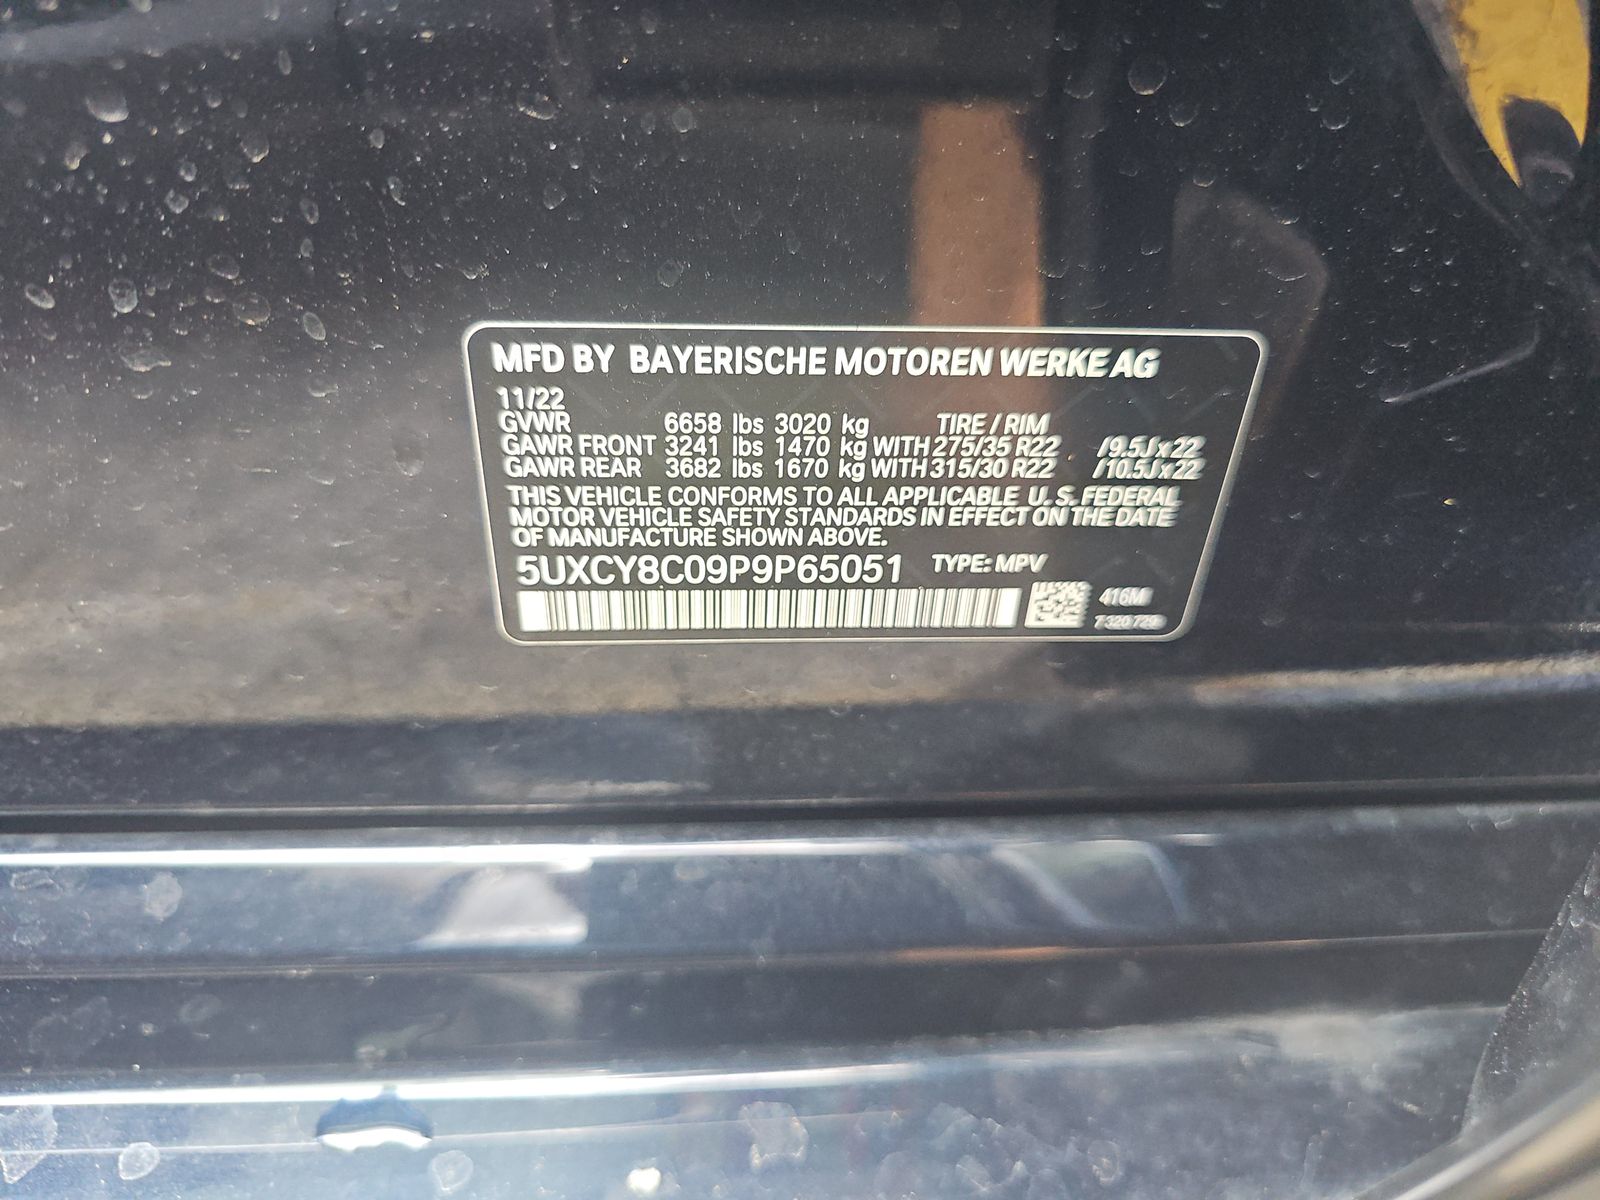 MFD BY BAYERISCHE MOTOREN WERKE AG
11/22
GVWR 6658 lbs 3020 kg TIRE / RIM
GAWR FRONT 3241 lbs 1470 kg WITH 275/35 R22 /9.5Jx22
GAWR REAR 3682 lbs 1670 kg WITH 315/30 R22 /10.5Jx22
THIS VEHICLE CONFORMS TO ALL APPLICABLE U. S. FEDERAL
MOTOR VEHICLE SAFETY STANDARDS IN EFFECT ON THE DATE
OF MANUFACTURE SHOWN ABOVE.
5UXCY8C09P9P65051 TYPE: MPV
416M
7 320 729